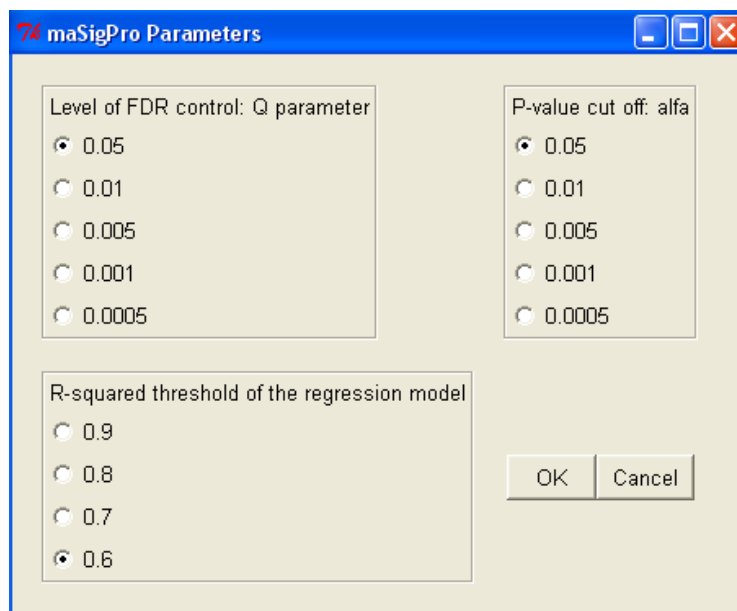 maSigPro Parameters
Level of FDR control: Q parameter
0.05
0.01
0.005
0.001
0.0005
P-value cut off: alfa
0.05
0.01
0.005
0.001
0.0005
R-squared threshold of the regression model
0.9
0.8
0.7
0.6
OK
Cancel